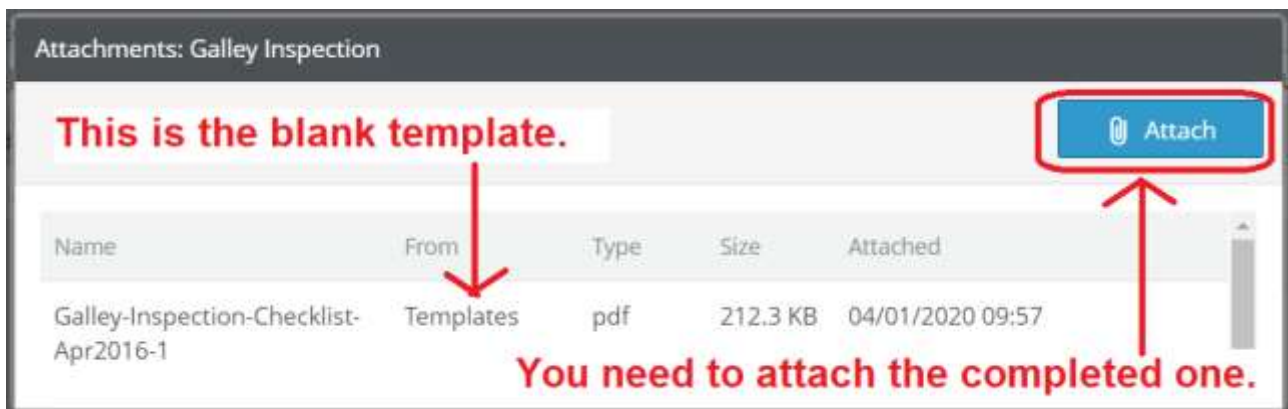 Attachments: Galley Inspection
This is the blank template.
Attach
Name From Type Size Attached
Galley-Inspection-Checklist- Templates pdf 212.3 KB 04/01/2020 09:57
Apr2016-1
You need to attach the completed one.